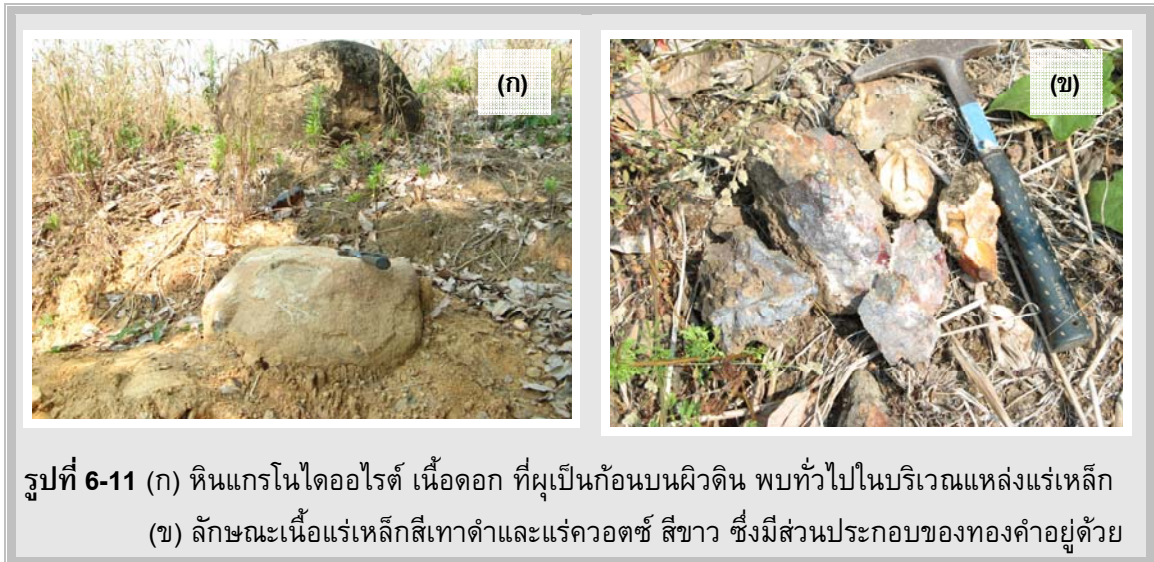 (ก)
(ข)
รูปที่ 6-11 (ก) หินแกรโนไดออไรต์ เนื้อดอก ที่ผุเป็นก้อนบนผิวดิน พบทั่วไปในบริเวณแหล่งแร่เหล็ก
(ข) ลักษณะเนื้อแร่เหล็กสีเทาดำและแร่ควอตซ์ สีขาว ซึ่งมีส่วนประกอบของทองคำอยู่ด้วย